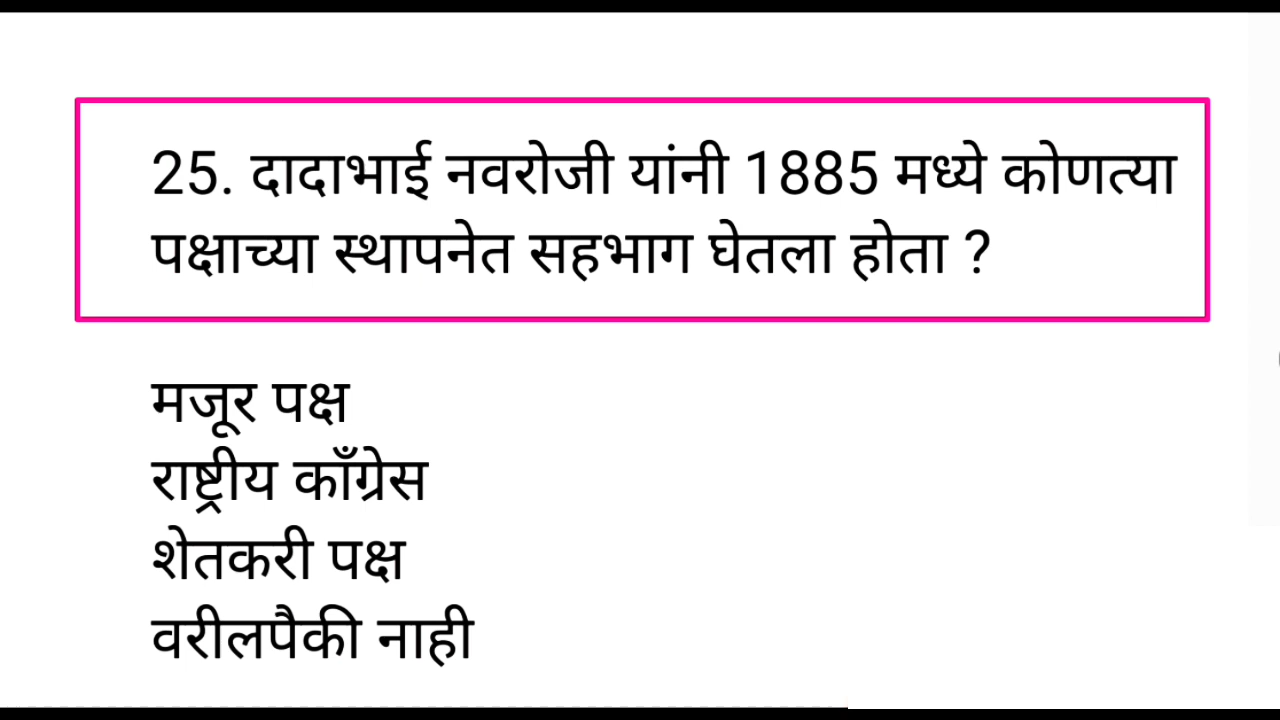 25. दादाभाई नवरोजी यांनी 1885 मध्ये कोणत्या
पक्षाच्या स्थापनेत सहभाग घेतला होता ?
मजूर पक्ष
राष्ट्रीय काँग्रेस
शेतकरी पक्ष
वरीलपैकी नाही